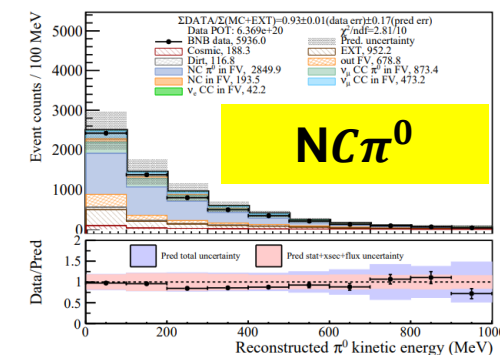 ΣDATA/Σ(MC+EXT)=0.93±0.01(data err)±0.17(pred err)
Data POT: 6.369e+20 χ²/ndf=2.81/10
BNB data, 5936.0 Pred. uncertainty
Cosmic, 188.3 EXT, 952.2
Dirt, 116.8 out FV, 678.8
NC π⁰ in FV, 2849.9 νμ CC π⁰ in FV, 873.4
NC in FV, 193.5 νμ CC in FV, 473.2
νe CC in FV, 42.2
NCπ⁰
Event counts / 100 MeV
5000
4000
3000
2000
1000
0
Pred total uncertainty Pred stat+xsec+flux uncertainty
Data/Pred
2
1.5
1
0.5
0
0 200 400 600 800 1000
Reconstructed π⁰ kinetic energy (MeV)